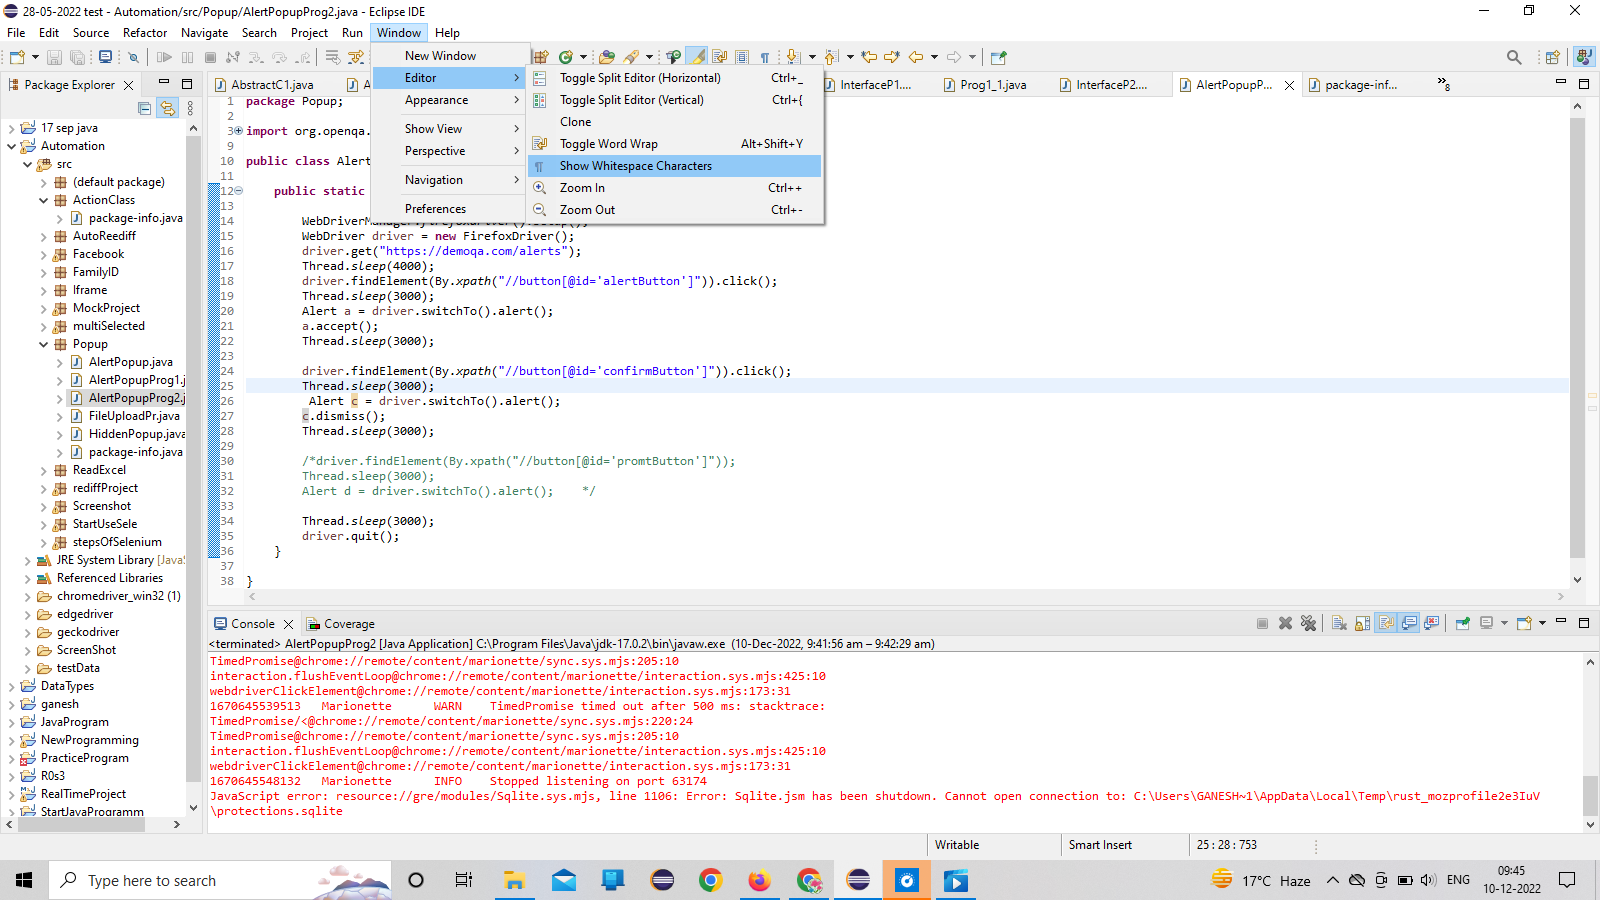 28-05-2022 test - Automation/src/Popup/AlertPopupProg2.java - Eclipse IDE
File Edit Source Refactor Navigate Search Project Run Window Help
New Window
Editor
Appearance
Show View
Perspective
Navigation
Preferences
Toggle Split Editor (Horizontal) Ctrl+_
Toggle Split Editor (Vertical) Ctrl+{
Clone
Toggle Word Wrap Alt+Shift+Y
Show Whitespace Characters
Zoom In Ctrl++
Zoom Out Ctrl+-
Package Explorer
17 sep java
Automation
src
(default package)
ActionClass
package-info.java
AutoRediff
Facebook
FamilyID
Iframe
MockProject
multiSelected
Popup
AlertPopup.java
AlertPopupProg1.j
AlertPopupProg2.j
FileUploadPr.java
HiddenPopup.java
package-info.java
ReadExcel
rediffProject
Screenshot
StartUseSele
stepsOfSelenium
JRE System Library [JavaS
Referenced Libraries
chromedriver_win32 (1)
edgedriver
geckodriver
ScreenShot
testData
DataTypes
ganesh
JavaProgram
NewProgramming
PracticeProgram
R0s3
RealTimeProject
StartJavaProgramm
AbstractC1.java A InterfaceP1.... Prog1_1.java InterfaceP2.... AlertPopupP... package-inf... »8
1 package Popup;
2
3 import org.openqa.
9
10 public class Alert
11
12 public static
13
14 WebDriverManager.
15 WebDriver driver = new FirefoxDriver();
16 driver.get("https://demoqa.com/alerts");
17 Thread.sleep(4000);
18 driver.findElement(By.xpath("//button[@id='alertButton']")).click();
19 Thread.sleep(3000);
20 Alert a = driver.switchTo().alert();
21 a.accept();
22 Thread.sleep(3000);
23
24 driver.findElement(By.xpath("//button[@id='confirmButton']")).click();
25 Thread.sleep(3000);
26 Alert c = driver.switchTo().alert();
27 c.dismiss();
28 Thread.sleep(3000);
29
30 /*driver.findElement(By.xpath("//button[@id='promtButton']"));
31 Thread.sleep(3000);
32 Alert d = driver.switchTo().alert(); */
33
34 Thread.sleep(3000);
35 driver.quit();
36 }
37
38 }
Console Coverage
<terminated> AlertPopupProg2 [Java Application] C:\Program Files\Java\jdk-17.0.2\bin\javaw.exe (10-Dec-2022, 9:41:56 am – 9:42:29 am)
TimedPromise@chrome://remote/content/marionette/sync.sys.mjs:205:10
interaction.flushEventLoop@chrome://remote/content/marionette/interaction.sys.mjs:425:10
webdriverClickElement@chrome://remote/content/marionette/interaction.sys.mjs:173:31
1670645539513 Marionette WARN TimedPromise timed out after 500 ms: stacktrace:
TimedPromise/<@chrome://remote/content/marionette/sync.sys.mjs:220:24
TimedPromise@chrome://remote/content/marionette/sync.sys.mjs:205:10
interaction.flushEventLoop@chrome://remote/content/marionette/interaction.sys.mjs:425:10
webdriverClickElement@chrome://remote/content/marionette/interaction.sys.mjs:173:31
1670645548132 Marionette INFO Stopped listening on port 63174
JavaScript error: resource://gre/modules/Sqlite.sys.mjs, line 1106: Error: Sqlite.jsm has been shutdown. Cannot open connection to: C:\Users\GANESH~1\AppData\Local\Temp\rust_mozprofile2e3IuV
\protections.sqlite
Writable Smart Insert 25 : 28 : 753
Type here to search
17°C Haze ENG 09:45
10-12-2022